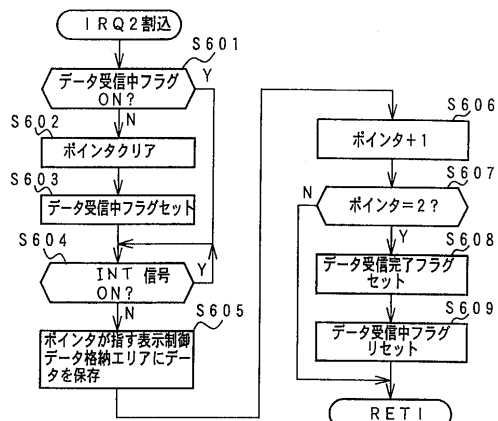 IRQ2割込
S601
データ受信中フラグ
ON?
Y
N
S602
ポインタクリア
S603
データ受信中フラグセット
S604
INT 信号
ON?
Y
N
S605
ポインタが指す表示制御
データ格納エリアにデー
タを保存
S606
ポインタ+1
S607
N
ポインタ=2?
Y
S608
データ受信完了フラグ
セット
S609
データ受信中フラグ
リセット
RETI